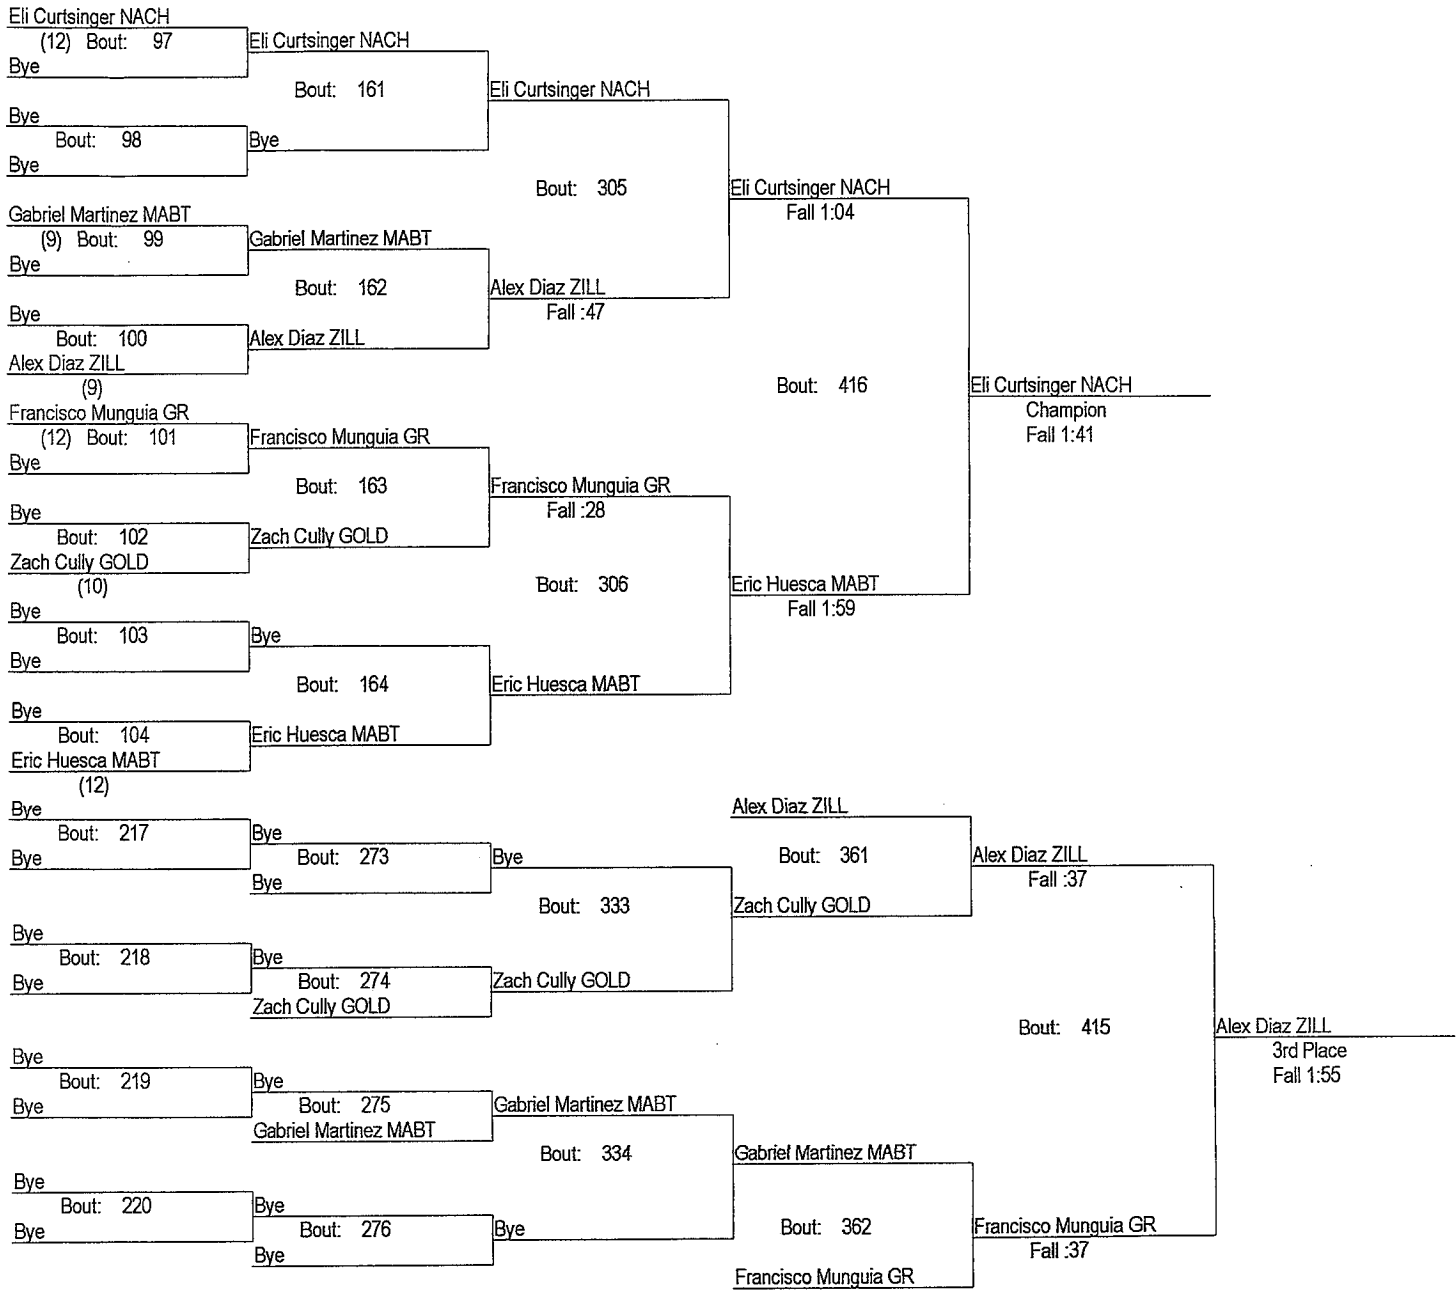 Eli Curtsinger NACH
(12) Bout: 97
Bye
Eli Curtsinger NACH
Bout: 161
Bye
Bout: 98
Bye
Bye
Eli Curtsinger NACH
Bout: 305
Gabriel Martinez MABT
(9) Bout: 99
Bye
Gabriel Martinez MABT
Bout: 162
Bye
Bout: 100
Alex Diaz ZILL
(9)
Alex Diaz ZILL
Alex Diaz ZILL
Fall :47
Eli Curtsinger NACH
Fall 1:04
Bout: 416
Eli Curtsinger NACH
Champion
Fall 1:41
Francisco Munguia GR
(12) Bout: 101
Bye
Francisco Munguia GR
Bout: 163
Bye
Bout: 102
Zach Cully GOLD
(10)
Zach Cully GOLD
Francisco Munguia GR
Fall :28
Bout: 306
Eric Huesca MABT
Fall 1:59
Bye
Bout: 103
Bye
Bye
Bout: 164
Bye
Bout: 104
Eric Huesca MABT
(12)
Eric Huesca MABT
Eric Huesca MABT
Bye
Bout: 217
Bye
Bye
Bout: 273
Bye
Bye
Bout: 333
Bye
Bout: 218
Bye
Bye
Bout: 274
Zach Cully GOLD
Zach Cully GOLD
Alex Diaz ZILL
Bout: 361
Zach Cully GOLD
Alex Diaz ZILL
Fall :37
Bout: 415
Alex Diaz ZILL
3rd Place
Fall 1:55
Bye
Bout: 219
Bye
Bye
Bout: 275
Gabriel Martinez MABT
Gabriel Martinez MABT
Bout: 334
Bye
Bout: 220
Bye
Bye
Bout: 276
Bye
Bye
Gabriel Martinez MABT
Bout: 362
Francisco Munguia GR
Francisco Munguia GR
Fall :37